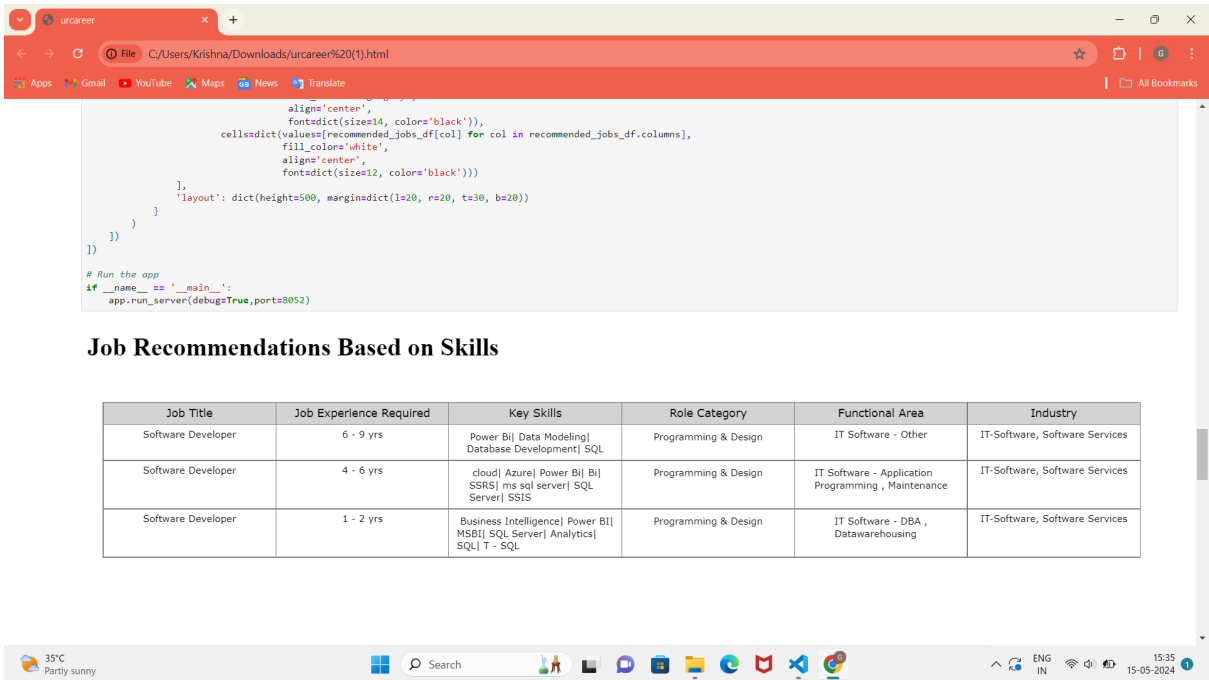 urcareer
File C:/Users/Krishna/Downloads/urcareer%20(1).html G
Apps Gmail YouTube Maps News Translate All Bookmarks
align='center',
font=dict(size=14, color='black')),
cells=dict(values=[recommended_jobs_df[col] for col in recommended_jobs_df.columns],
fill_color='white',
align='center',
font=dict(size=12, color='black')))
],
'layout': dict(height=500, margin=dict(l=20, r=20, t=30, b=20))
}
)
])
])
# Run the app
if __name__ == '__main__':
app.run_server(debug=True,port=8052)
Job Recommendations Based on Skills
Job Title Job Experience Required Key Skills Role Category Functional Area Industry
Software Developer 6 - 9 yrs Power Bi| Data Modeling| Programming & Design IT Software - Other IT-Software, Software Services
Database Development| SQL
Software Developer 4 - 6 yrs cloud| Azure| Power Bi| Bi| Programming & Design IT Software - Application IT-Software, Software Services
SSRS| ms sql server| SQL Programming , Maintenance
Server| SSIS
Software Developer 1 - 2 yrs Business Intelligence| Power BI| Programming & Design IT Software - DBA , IT-Software, Software Services
MSBI| SQL Server| Analytics| Datawarehousing
SQL| T - SQL
35°C Search ENG 15:35
Partly sunny IN 15-05-2024 1